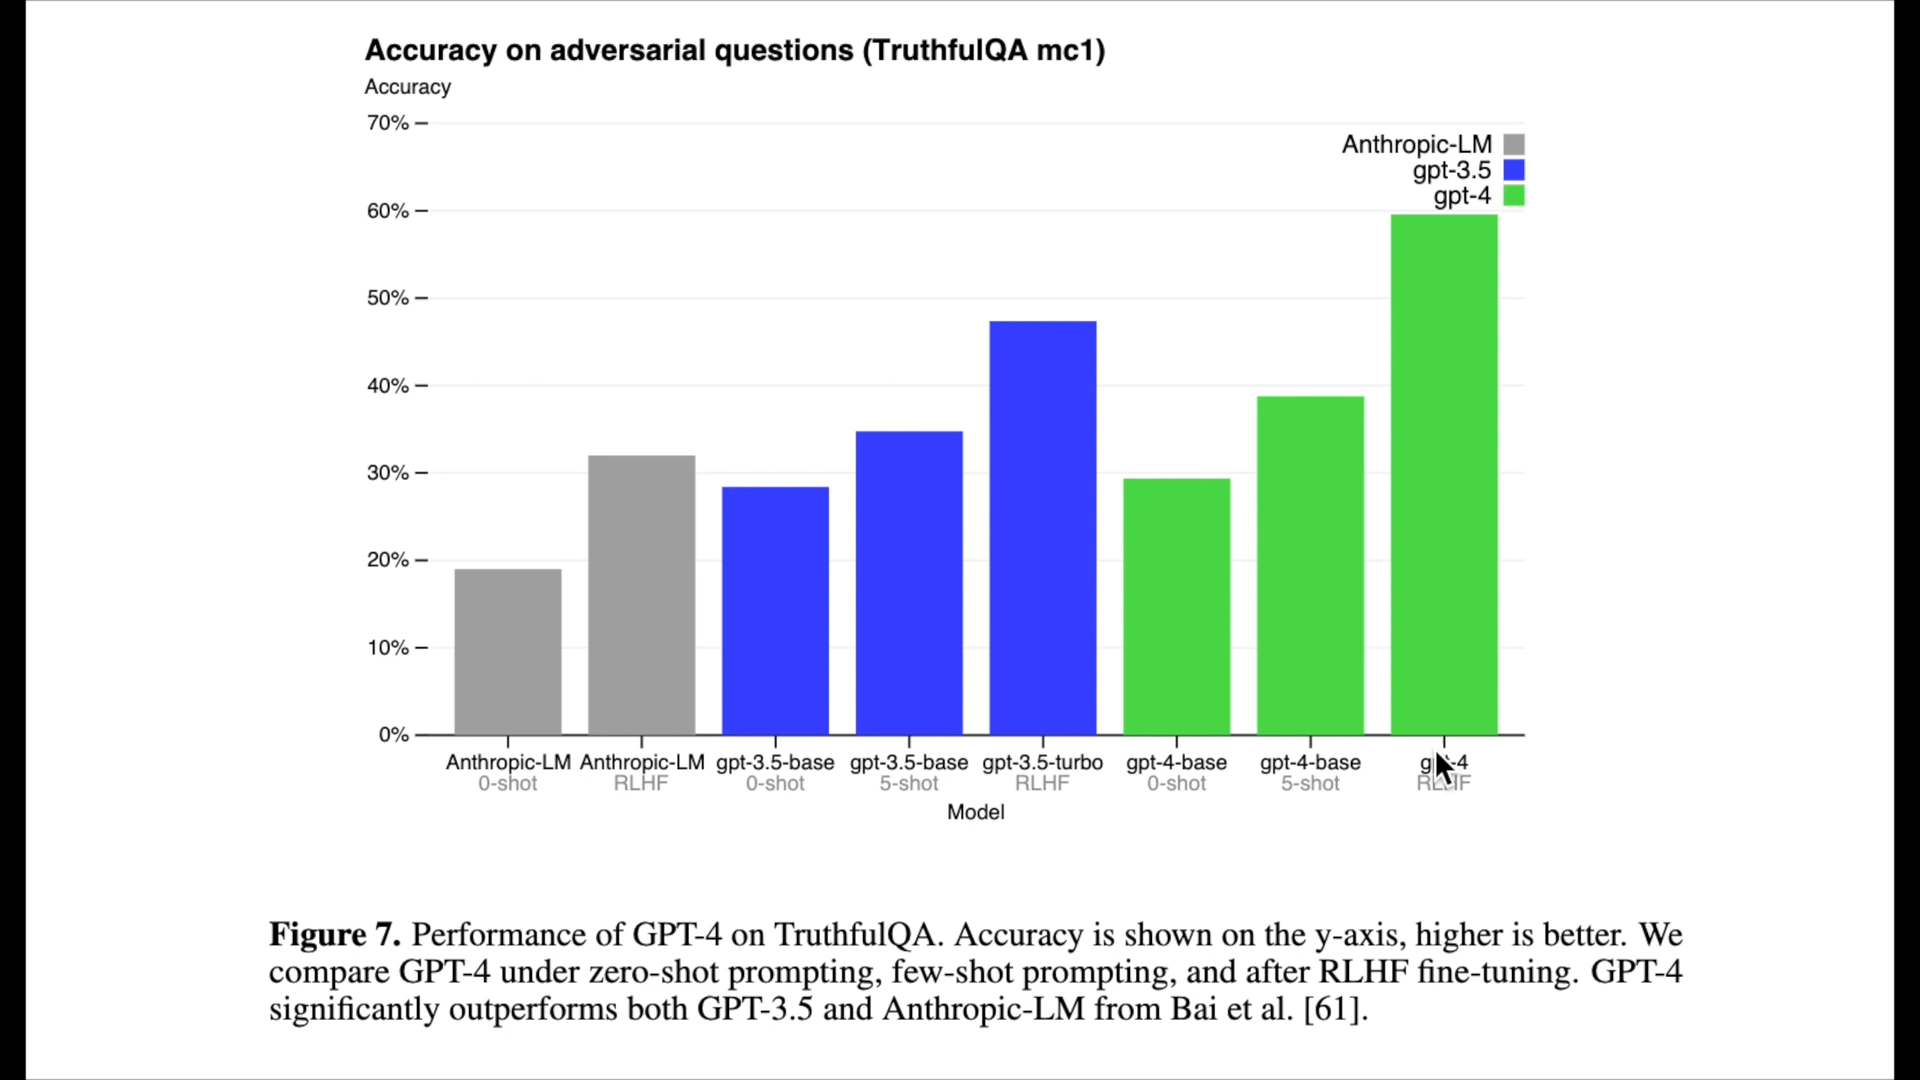 Accuracy on adversarial questions (TruthfulQA mc1)
Accuracy
70%
Anthropic-LM
gpt-3.5
gpt-4
60%
50%
40%
30%
20%
10%
0%
Anthropic-LM Anthropic-LM gpt-3.5-base gpt-3.5-base gpt-3.5-turbo gpt-4-base gpt-4-base
0-shot RLHF 0-shot 5-shot RLHF 0-shot 5-shot
Model
Figure 7. Performance of GPT-4 on TruthfulQA. Accuracy is shown on the y-axis, higher is better. We
compare GPT-4 under zero-shot prompting, few-shot prompting, and after RLHF fine-tuning. GPT-4
significantly outperforms both GPT-3.5 and Anthropic-LM from Bai et al. [61].